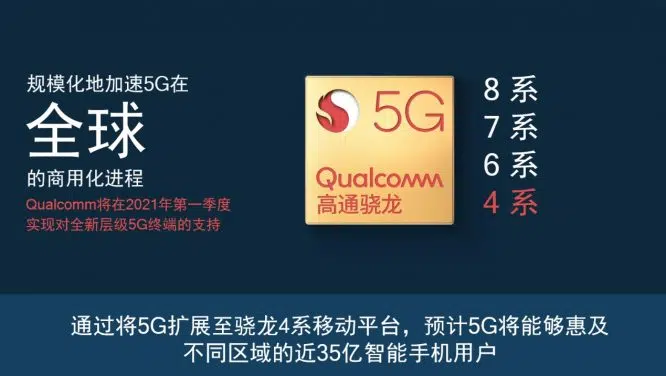 规模化地加速5G在
全球
的商用化进程
Qualcomm将在2021年第一季度
实现对全新层级5G终端的支持
5G
Qualcomm
高通骁龙
8 系
7 系
6 系
4 系
通过将5G扩展至骁龙4系移动平台，预计5G将能够惠及
不同区域的近35亿智能手机用户